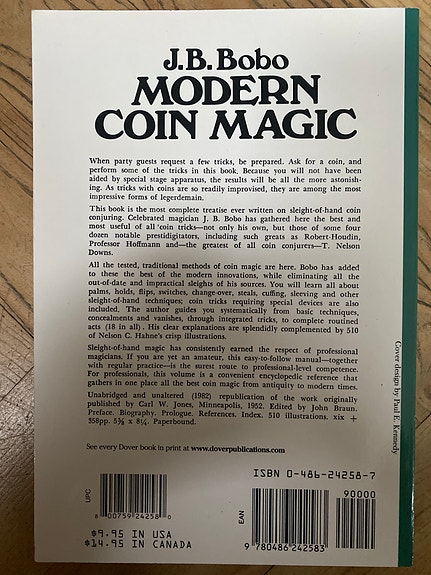 J.B. Bobo
MODERN
COIN MAGIC
When party guests request a few tricks, be prepared. Ask for a coin, and
perform some of the tricks in this book. Because you will not have been
aided by special stage apparatus, the results will be all the more astonish-
ing. As tricks with coins are so readily improvised, they are among the most
impressive forms of legerdemain.
This book is the most complete treatise ever written on sleight-of-hand coin
conjuring. Celebrated magician J. B. Bobo has gathered here the best and
most useful of all coin tricks—not only his own, but those of some four
dozen notable prestidigitators, including such greats as Robert-Houdin,
Professor Hoffmann and—the greatest of all coin conjurers—T. Nelson
Downs.
All the tested, traditional methods of coin magic are here. Bobo has added
to these the best of the modern innovations, while eliminating all the
out-of-date and impractical sleights of his sources. You will learn all about
palms, holds, flips, switches, change-over, steals, cuffing, sleeving and other
sleight-of-hand techniques; coin tricks requiring special devices are also
included. The author guides you systematically from basic techniques,
concealments and vanishes, through integrated tricks, to complete routined
acts (18 in all). His clear explanations are splendidly complemented by 510
of Nelson C. Hahne's crisp illustrations.
Sleight-of-hand magic has consistently earned the respect of professional
magicians. If you are yet an amateur, this easy-to-follow manual—together
with regular practice—is the surest route to professional-level competence.
For professionals, this volume is a convenient encyclopedic reference that
gathers in one place all the best coin magic from antiquity to modern times.
Unabridged and unaltered (1982) republication of the work originally
published by Carl W. Jones, Minneapolis, 1952. Edited by John Braun.
Preface. Biography. Prologue. References. Index. 510 illustrations. xix +
358pp. 5⅜ x 8¼. Paperbound.
See every Dover book in print at www.doverpublications.com
Cover design by Paul E. Kennedy
ISBN 0-486-24258-7
90000
UPC
8 00759 24258 0
EAN
9 780486 242583
$9.95 IN USA
$14.95 IN CANADA